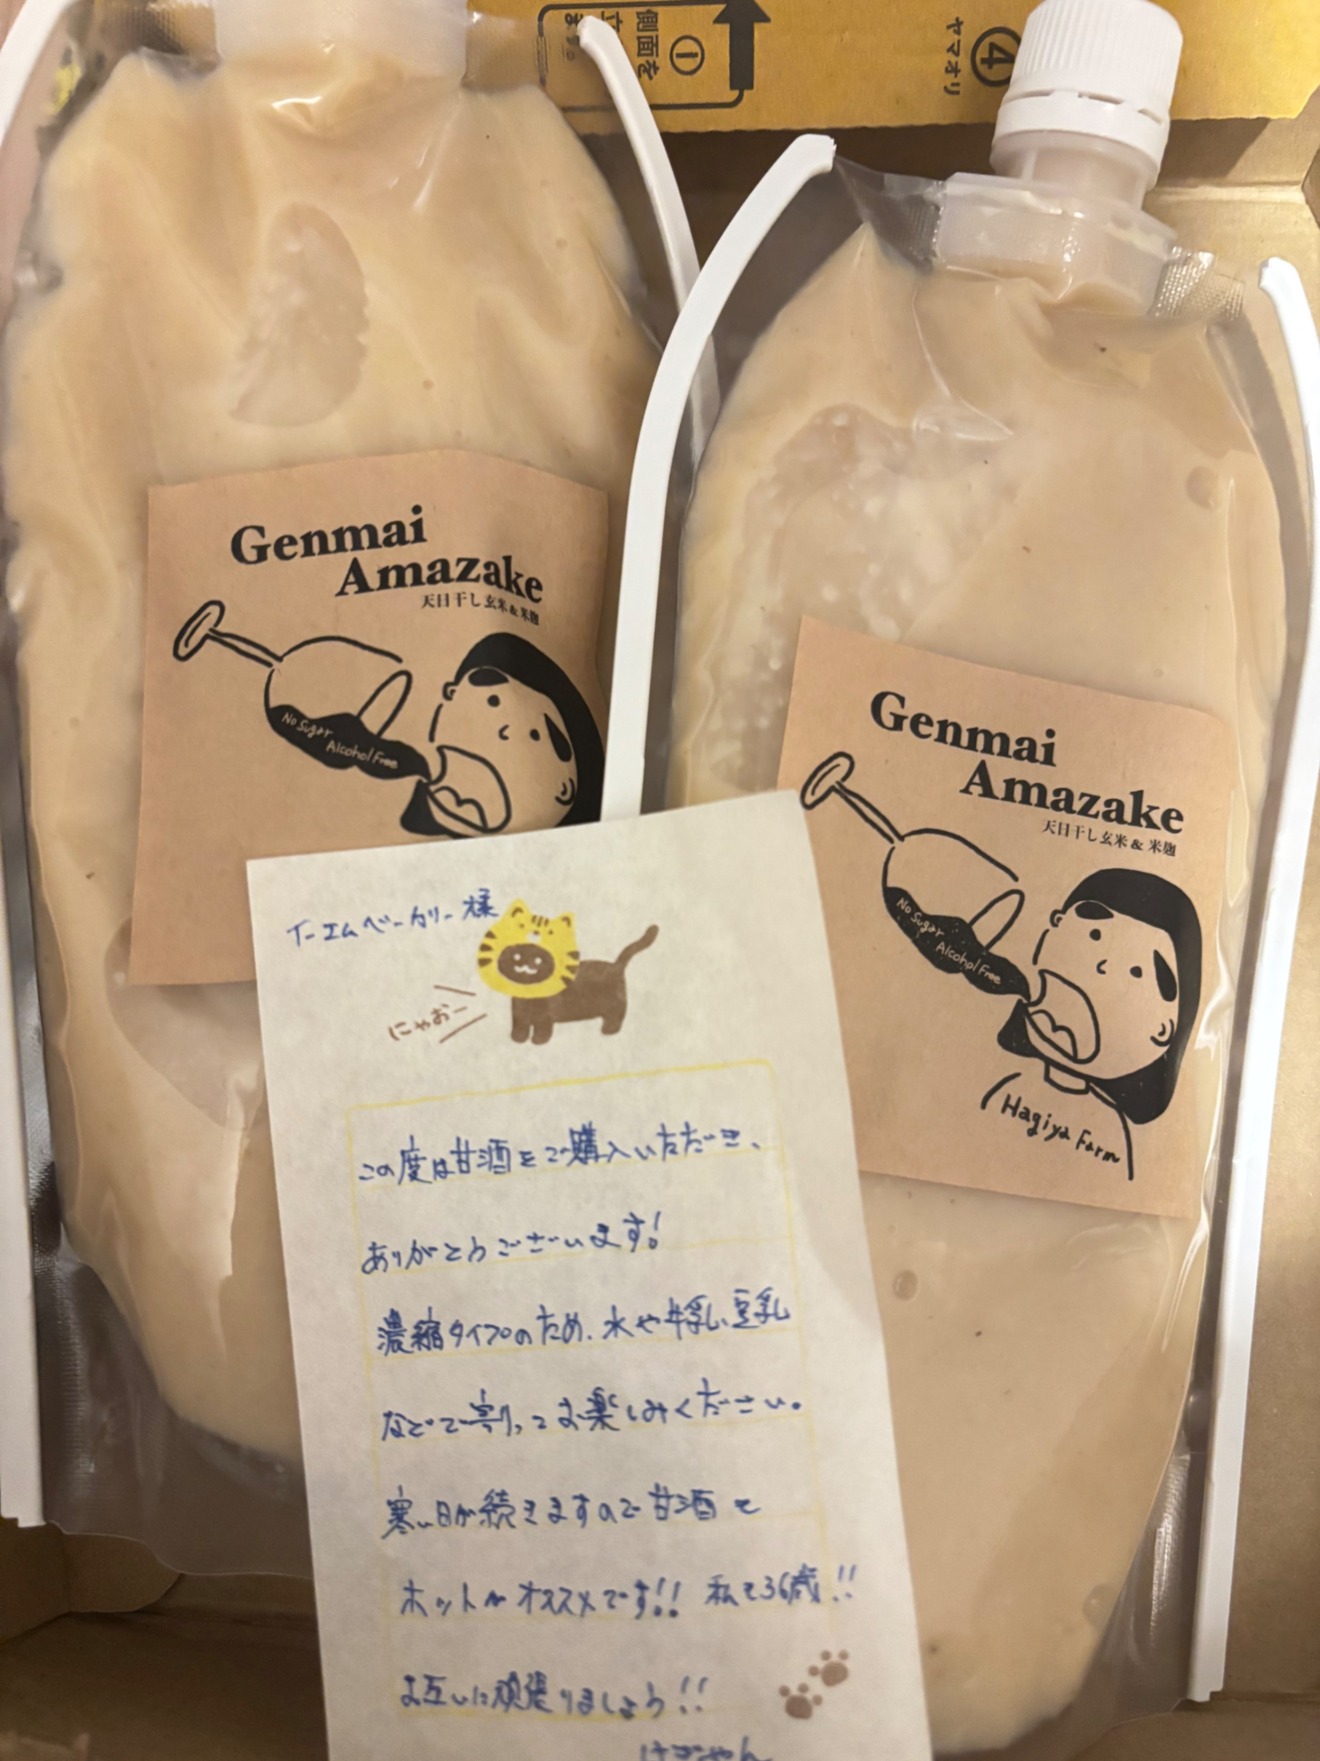 ①
側面を
④
ヤマオリ
Genmai
Amazake
天日干し玄米&米麹
No Sugar
Alcohol Free
Genmai
Amazake
天日干し玄米 & 米麹
No Sugar
Alcohol Free
Hagiya Farm
イーエムベーカリー様
にゃおー
この度は甘酒をご購入いただき、
ありがとうございます!
濃縮タイプのため、水や牛乳、豆乳
などで割ってお楽しみください。
寒い日が続きますので甘酒も
ホットがオススメです!! 私も36歳!!
お互いに頑張りましょう!!